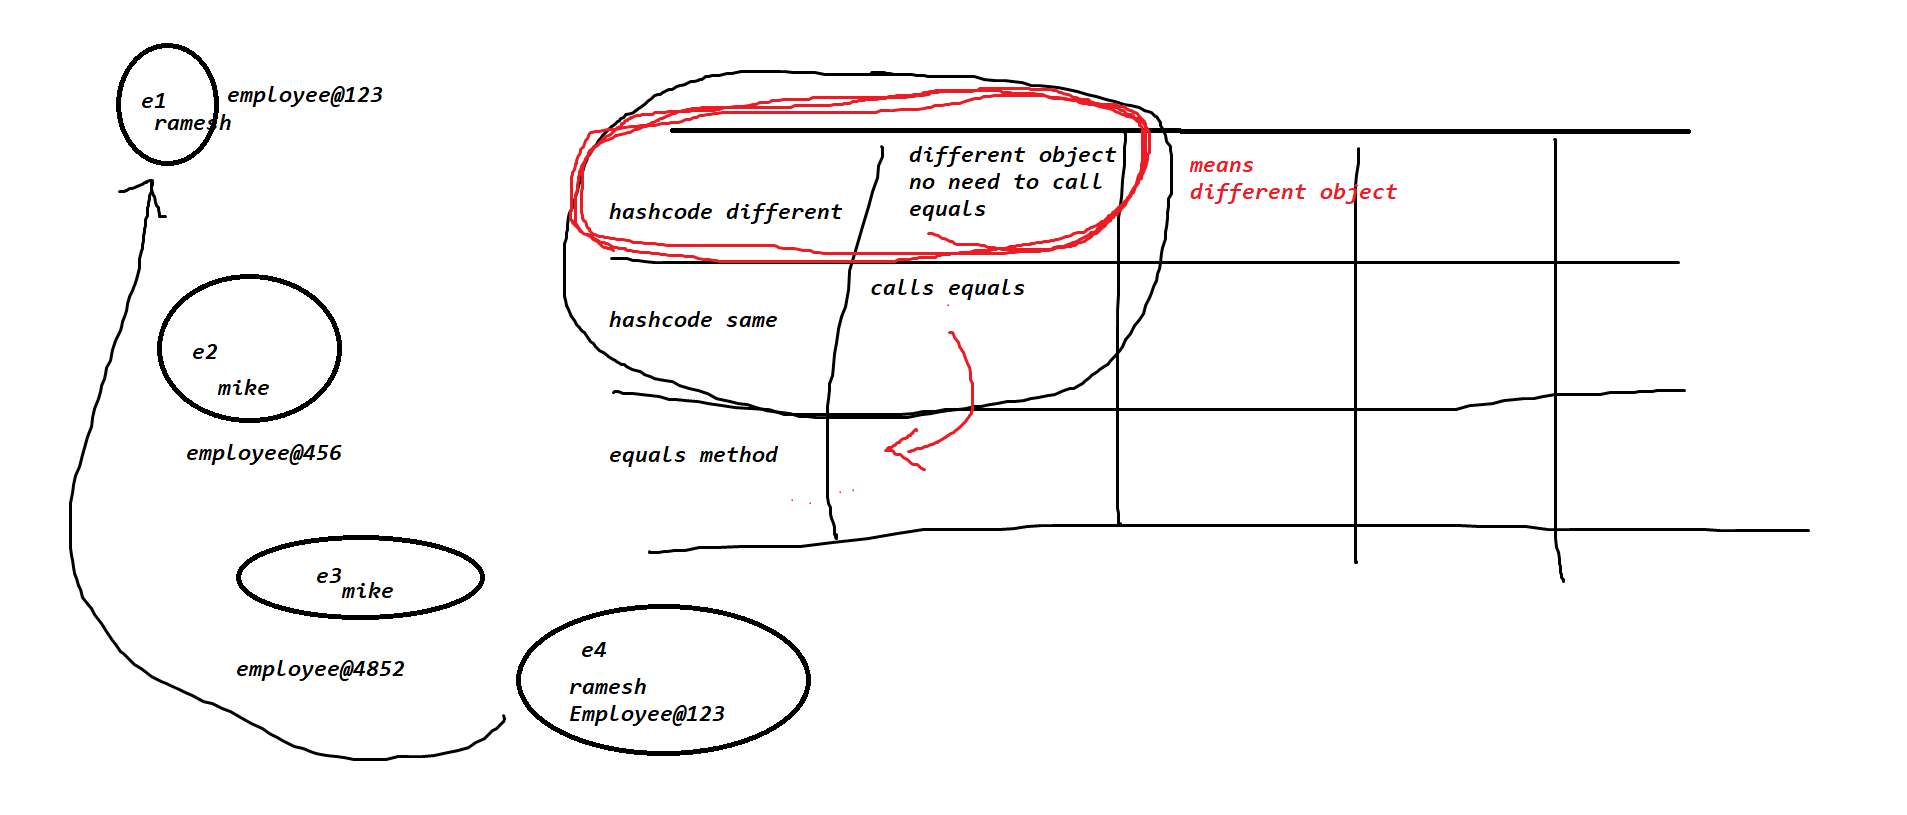 e1
ramesh
employee@123
different object
no need to call
equals
means
different object
hashcode different
calls equals
hashcode same
e2
mike
employee@456
equals method
e3
mike
employee@4852
e4
ramesh
Employee@123